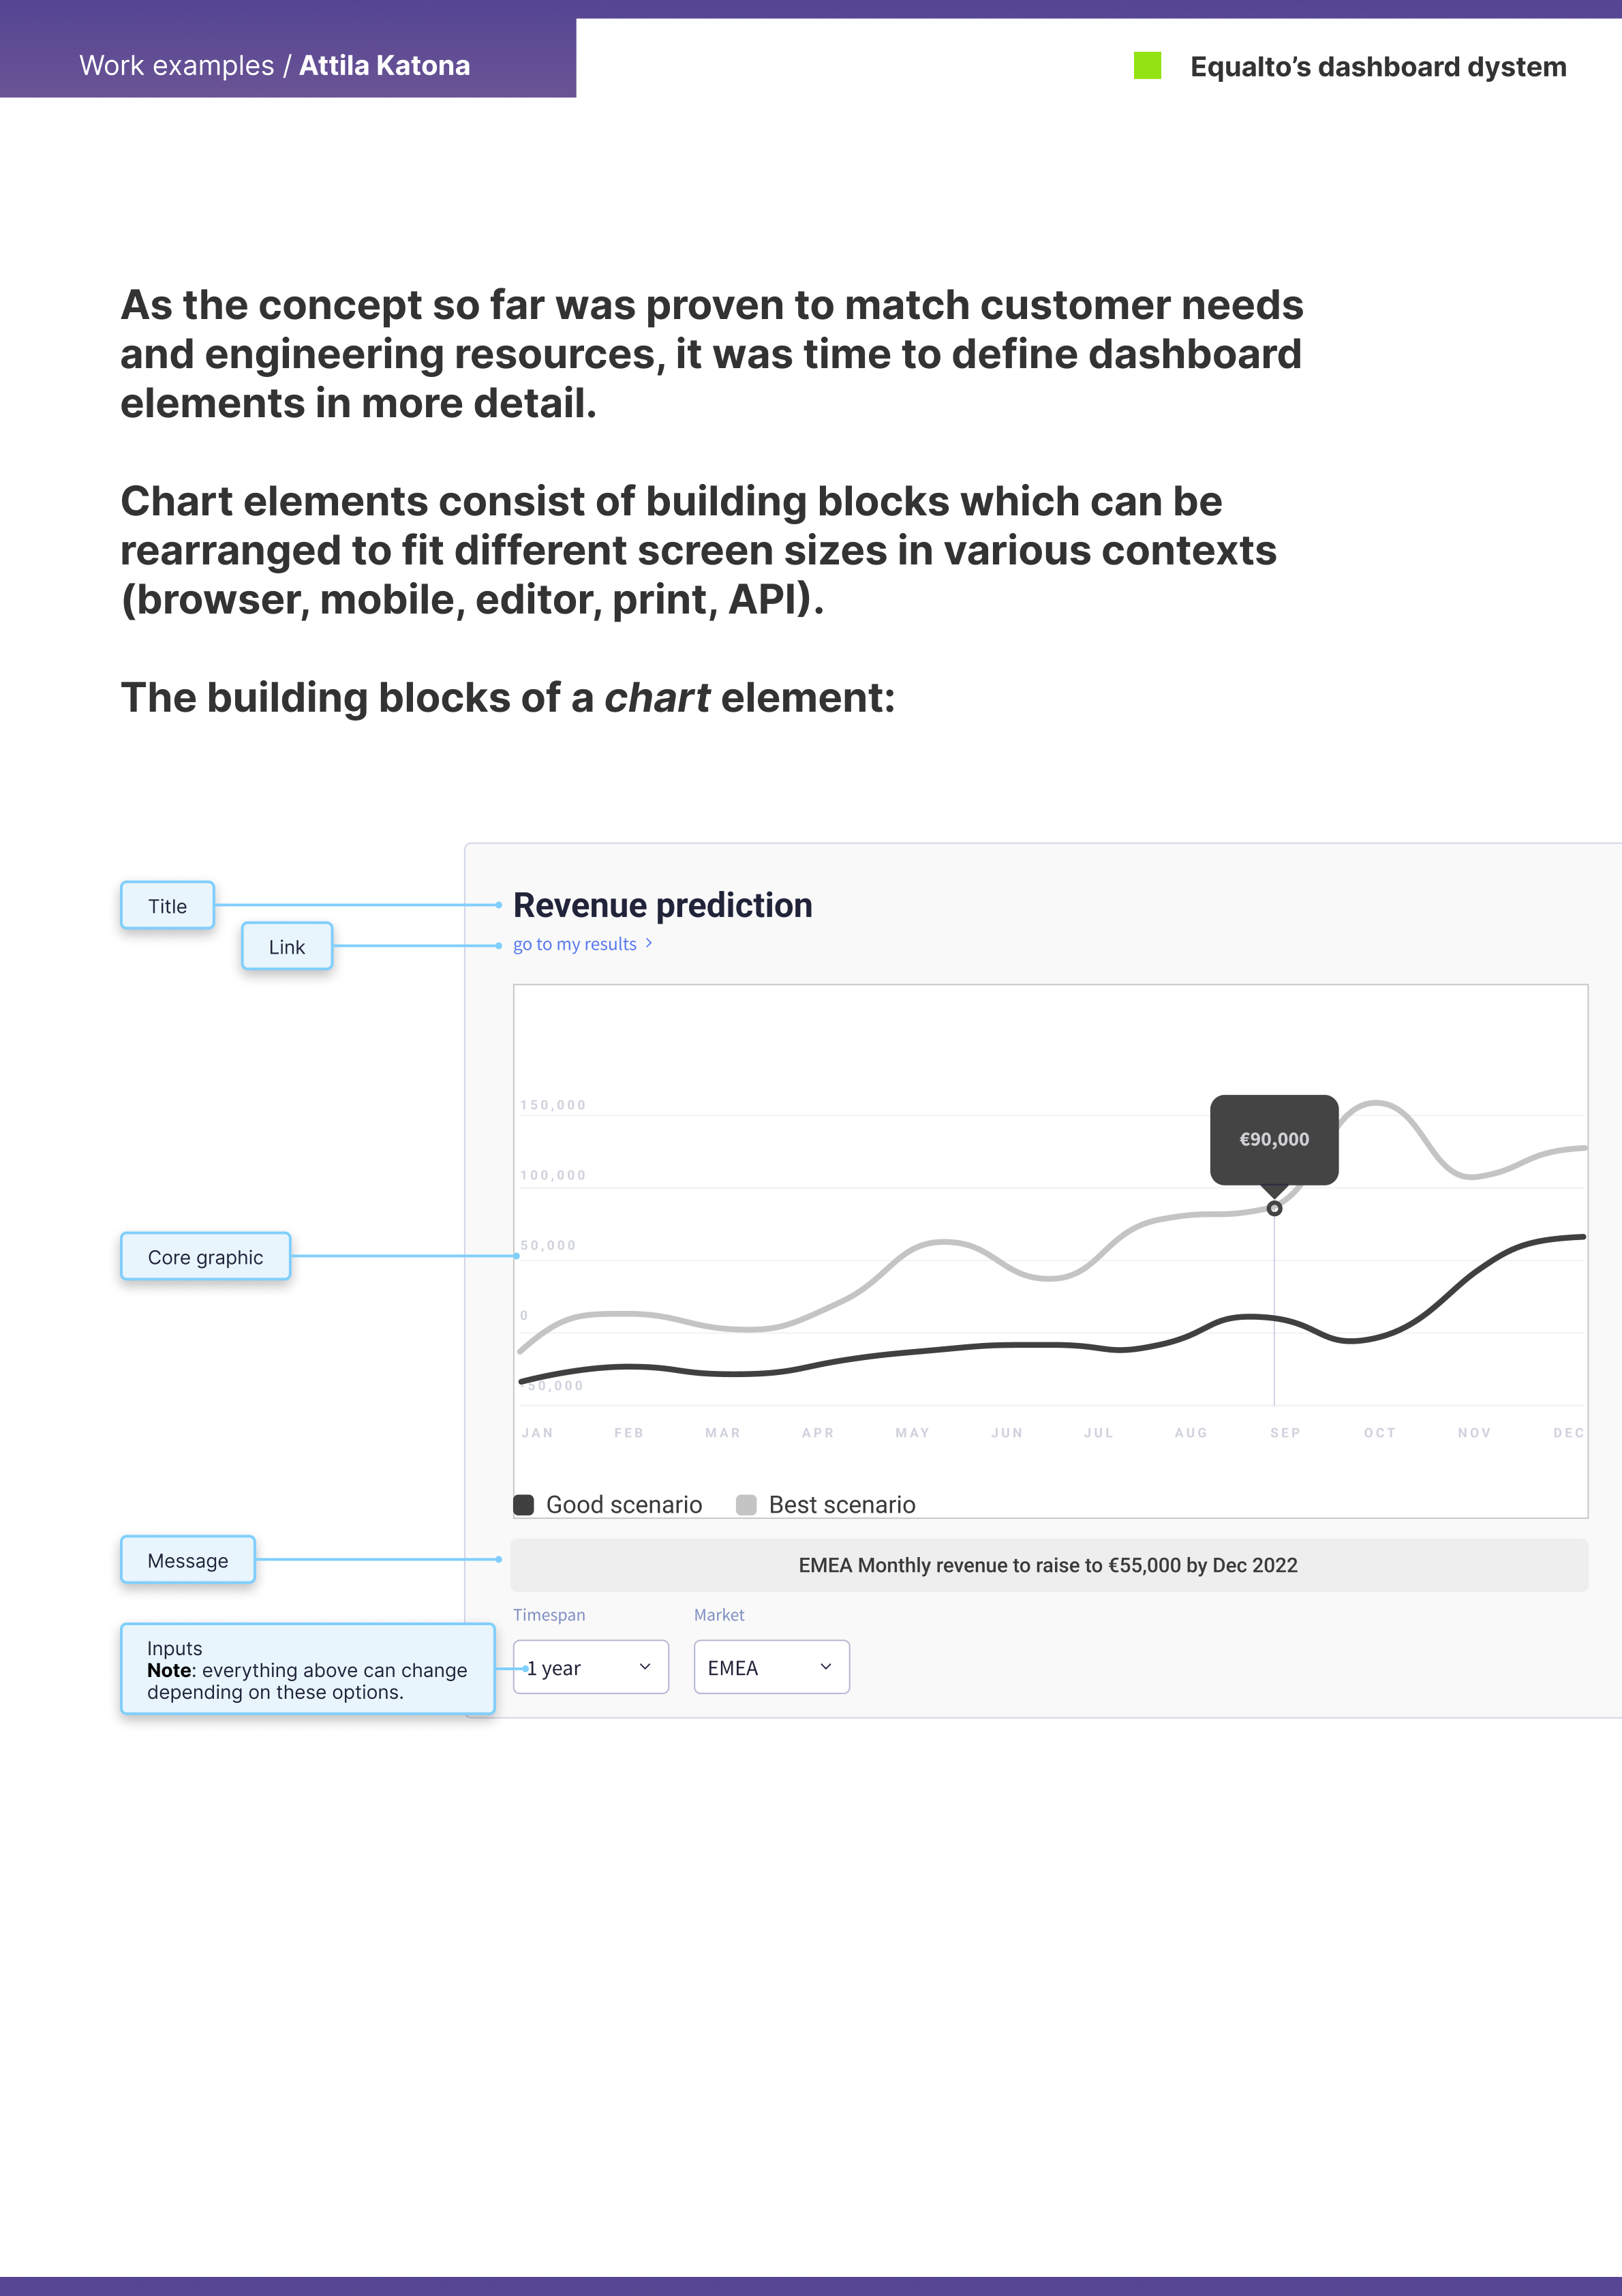 Work examples / Attila Katona
Equalto’s dashboard dystem
As the concept so far was proven to match customer needs
and engineering resources, it was time to define dashboard
elements in more detail.
Chart elements consist of building blocks which can be
rearranged to fit different screen sizes in various contexts
(browser, mobile, editor, print, API).
The building blocks of a chart element:
Title
Revenue prediction
Link
go to my results
150,000
€90,000
100,000
Core graphic
50,000
0
-50,000
JAN FEB MAR APR MAY JUN JUL AUG SEP OCT NOV DEC
Good scenario Best scenario
Message
EMEA Monthly revenue to raise to €55,000 by Dec 2022
Timespan Market
Inputs
Note: everything above can change
depending on these options.
1 year EMEA